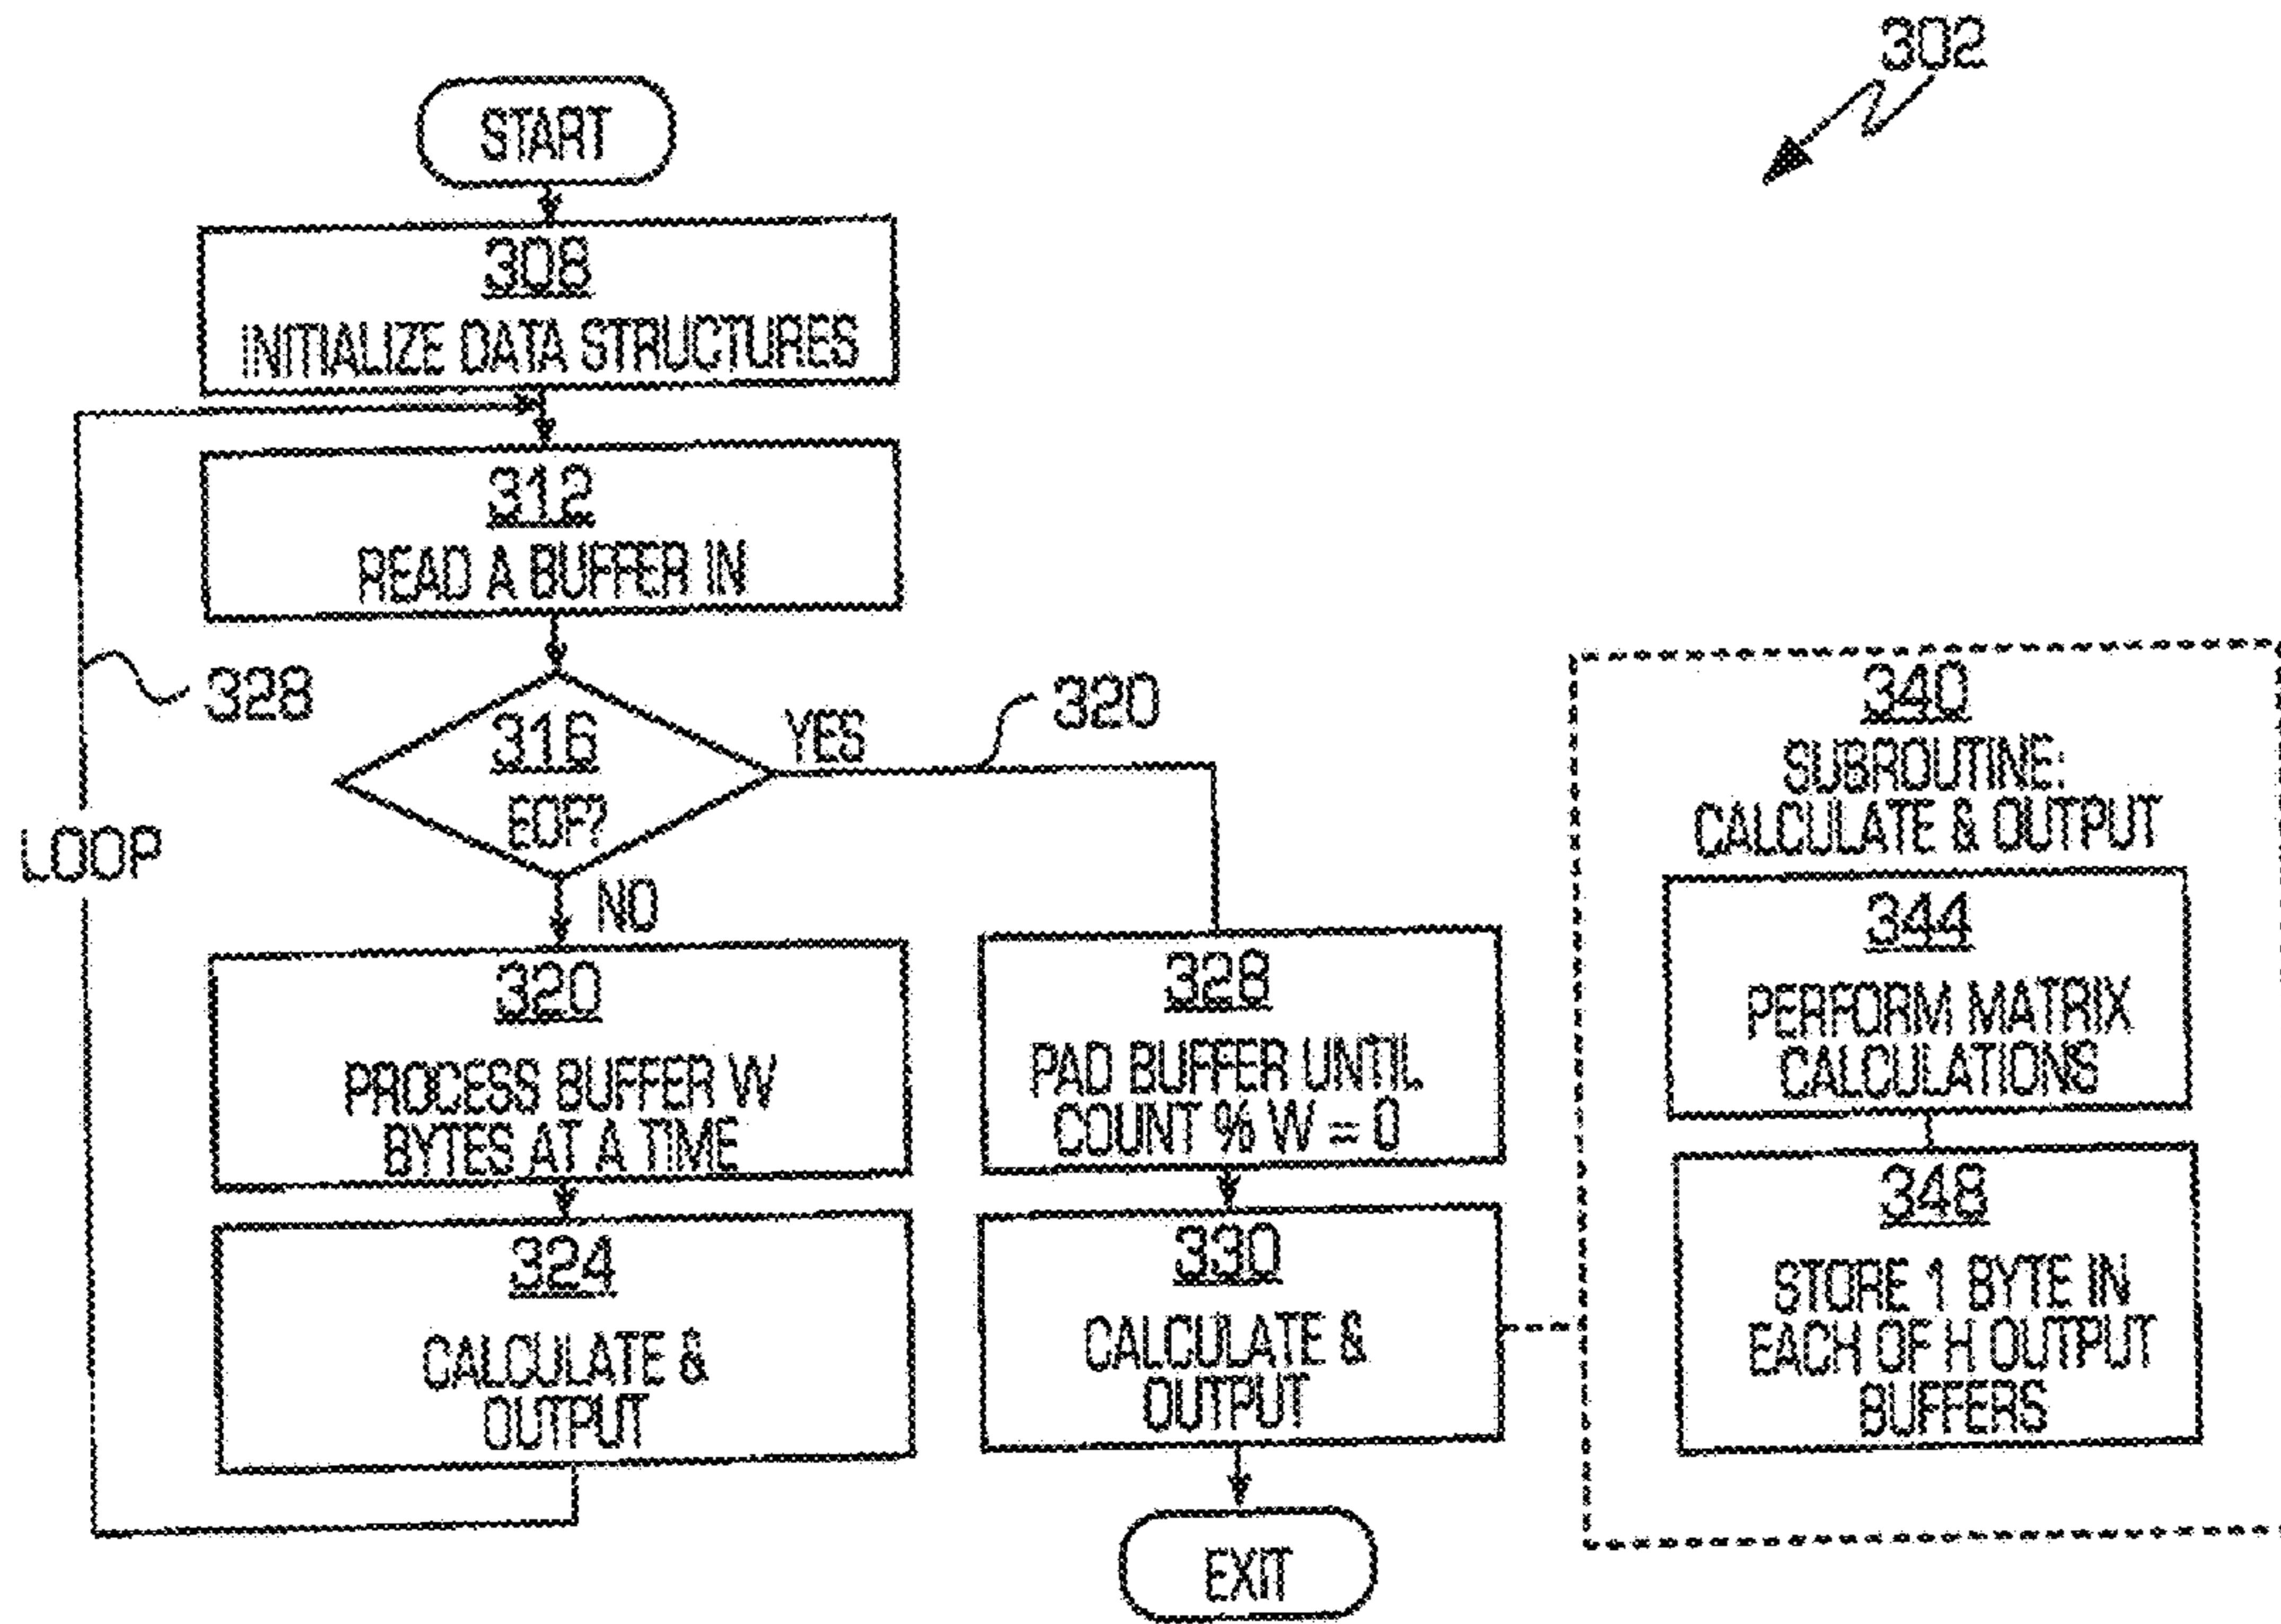 302
START
308
INITIALIZE DATA STRUCTURES
312
READ A BUFFER IN
328
316
EOF?
YES
320
LOOP
NO
320
PROCESS BUFFER W
BYTES AT A TIME
324
CALCULATE &
OUTPUT
328
PAD BUFFER UNTIL
COUNT % W = 0
330
CALCULATE &
OUTPUT
EXIT
340
SUBROUTINE:
CALCULATE & OUTPUT
344
PERFORM MATRIX
CALCULATIONS
348
STORE 1 BYTE IN
EACH OF H OUTPUT
BUFFERS